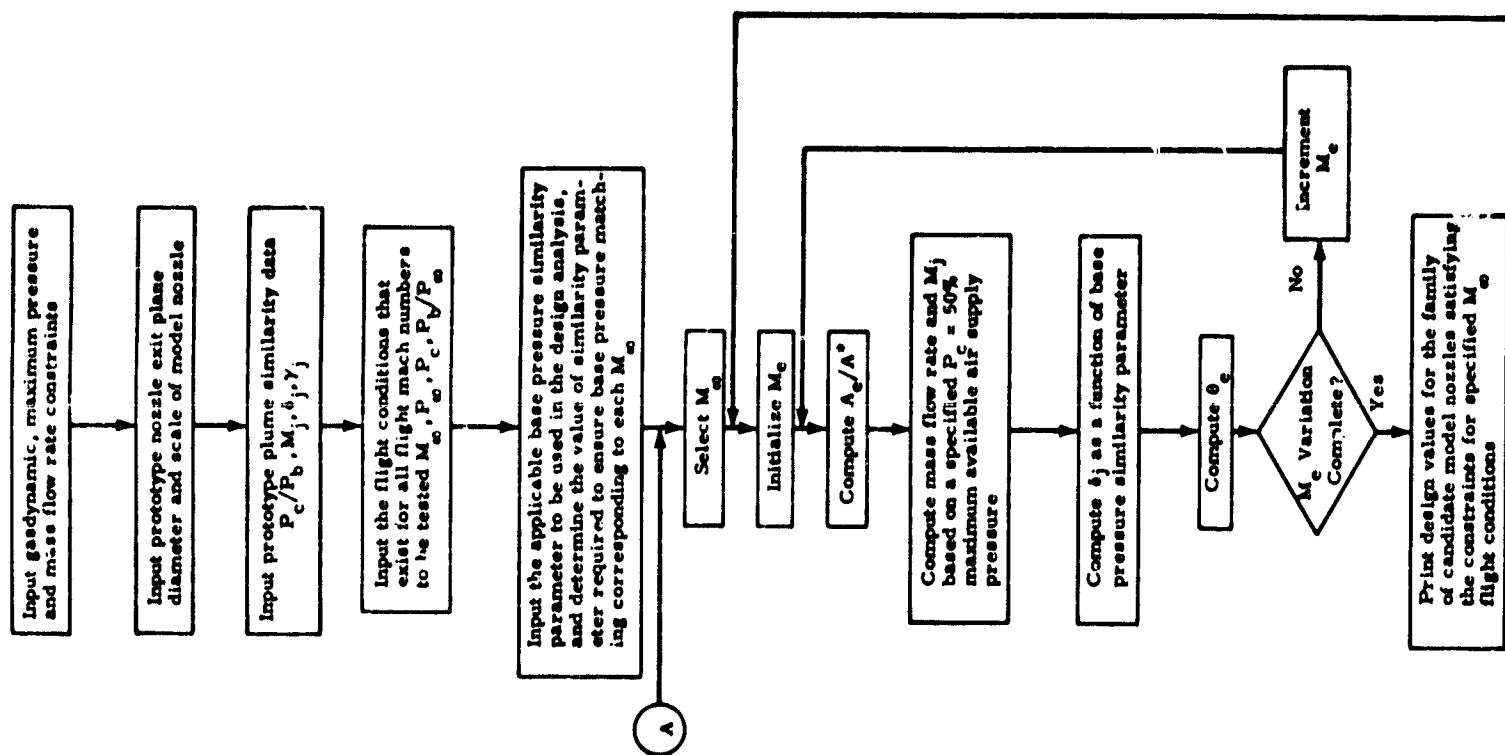 Input gasdynamic, maximum pressure
and mass flow rate constraints
Input prototype nozzle exit plane
diameter and scale of model nozzle
Input prototype plume similarity data
P_c/P_b, M_j, δ_j, γ_j
Input the flight conditions that
exist for all flight mach numbers
to be tested M_∞, P_∞, P_c, P_b/P_∞
Input the applicable base pressure similarity
parameter to be used in the design analysis,
and determine the value of similarity param-
eter required to ensure base pressure match-
ing corresponding to each M_∞
A
Select M_∞
Initialize M_e
Compute A_e/A*
Compute mass flow rate and M_j
based on a specified P_c = 50%
maximum available air supply
pressure
Compute δ_j as a function of base
pressure similarity parameter
Compute θ_e
M_e Variation
Complete?
No
Increment
M_e
Yes
Print design values for the family
of candidate model nozzles satisfying
the constraints for specified M_∞
flight conditions